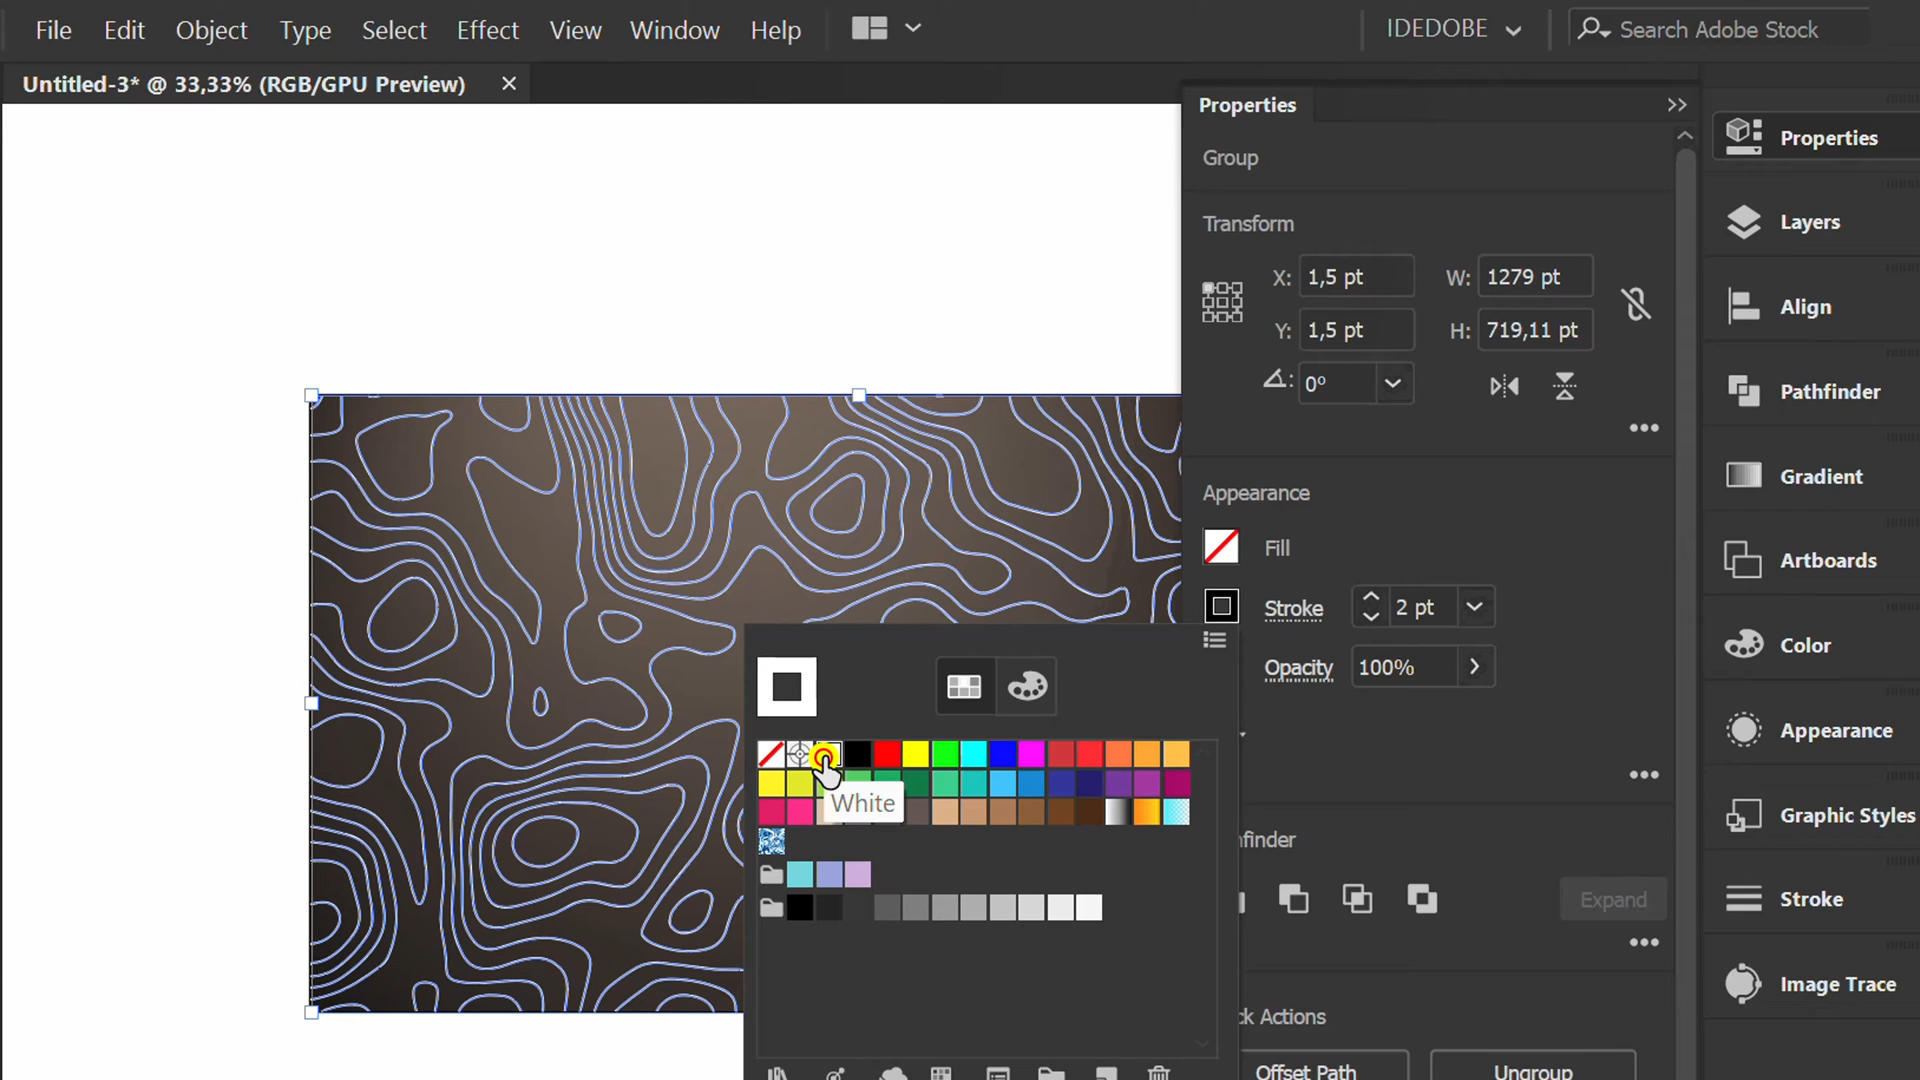 File Edit Object Type Select Effect View Window Help IDEDOBE Search Adobe Stock
Untitled-3* @ 33,33% (RGB/GPU Preview)
Properties
Group
Transform
X: 1,5 pt W: 1279 pt
Y: 1,5 pt H: 719,11 pt
0°
Appearance
Fill
Stroke 2 pt
Opacity 100%
White
hfinder
Expand
ck Actions
Offset Path Ungroup
Properties
Layers
Align
Pathfinder
Gradient
Artboards
Color
Appearance
Graphic Styles
Stroke
Image Trace